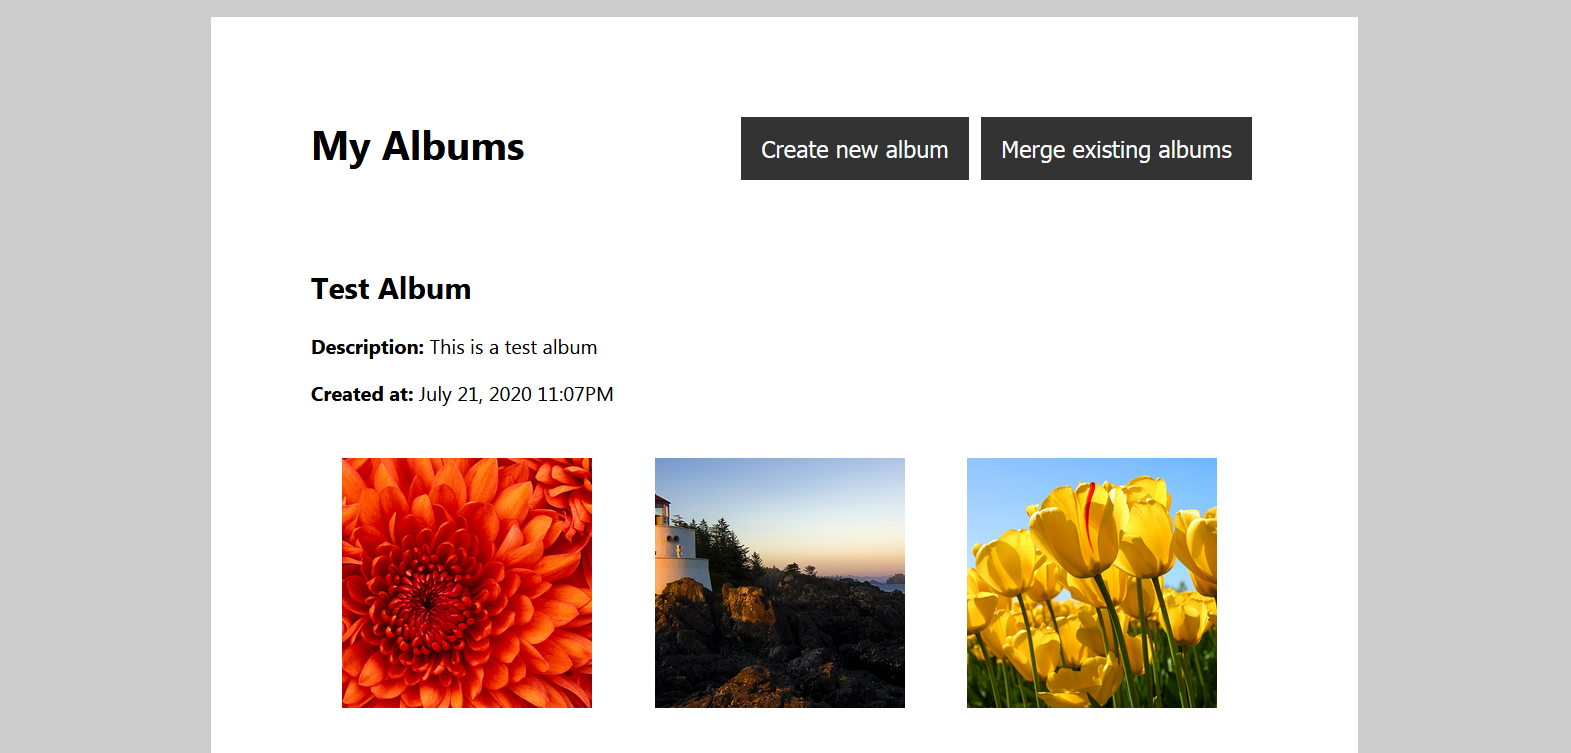 My Albums
Create new album
Merge existing albums
Test Album
Description: This is a test album
Created at: July 21, 2020 11:07PM